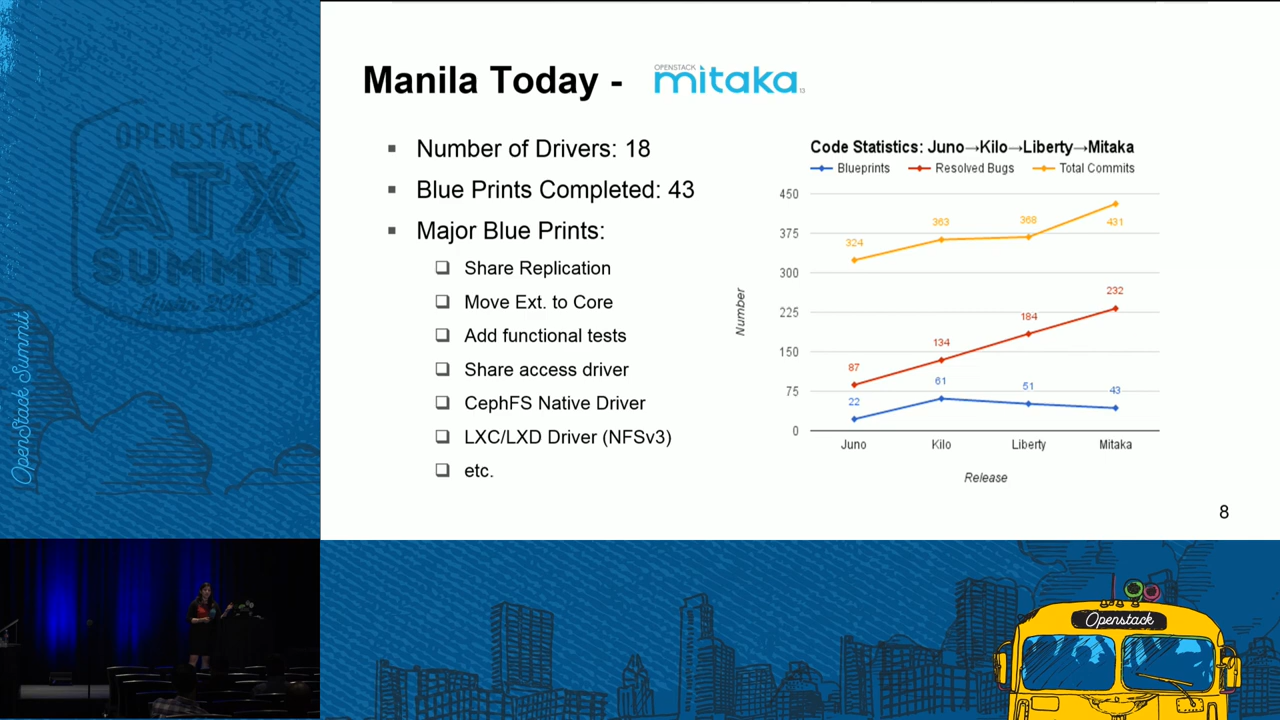 OPENSTACK
ATX
SUMMIT
Austin 2016
OpenStack Summit
Manila Today -
OPENSTACK
mitaka
13
▪ Number of Drivers: 18
▪ Blue Prints Completed: 43
▪ Major Blue Prints:
❏ Share Replication
❏ Move Ext. to Core
❏ Add functional tests
❏ Share access driver
❏ CephFS Native Driver
❏ LXC/LXD Driver (NFSv3)
❏ etc.
Code Statistics: Juno→Kilo→Liberty→Mitaka
Blueprints Resolved Bugs Total Commits
450
375
300
225
150
75
0
Number
324 363 368 431
87 134 184 232
22 61 51 43
Juno Kilo Liberty Mitaka
Release
8
Openstack